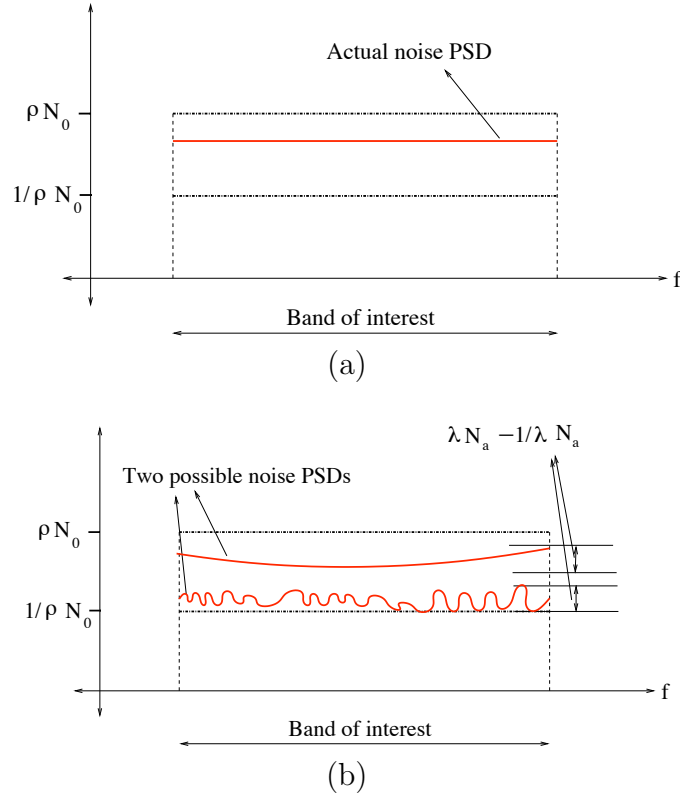 Actual noise PSD
ρ N₀
1/ρ N₀
f
Band of interest
(a)
λ Nₐ −1/λ Nₐ
Two possible noise PSDs
ρ N₀
1/ρ N₀
f
Band of interest
(b)